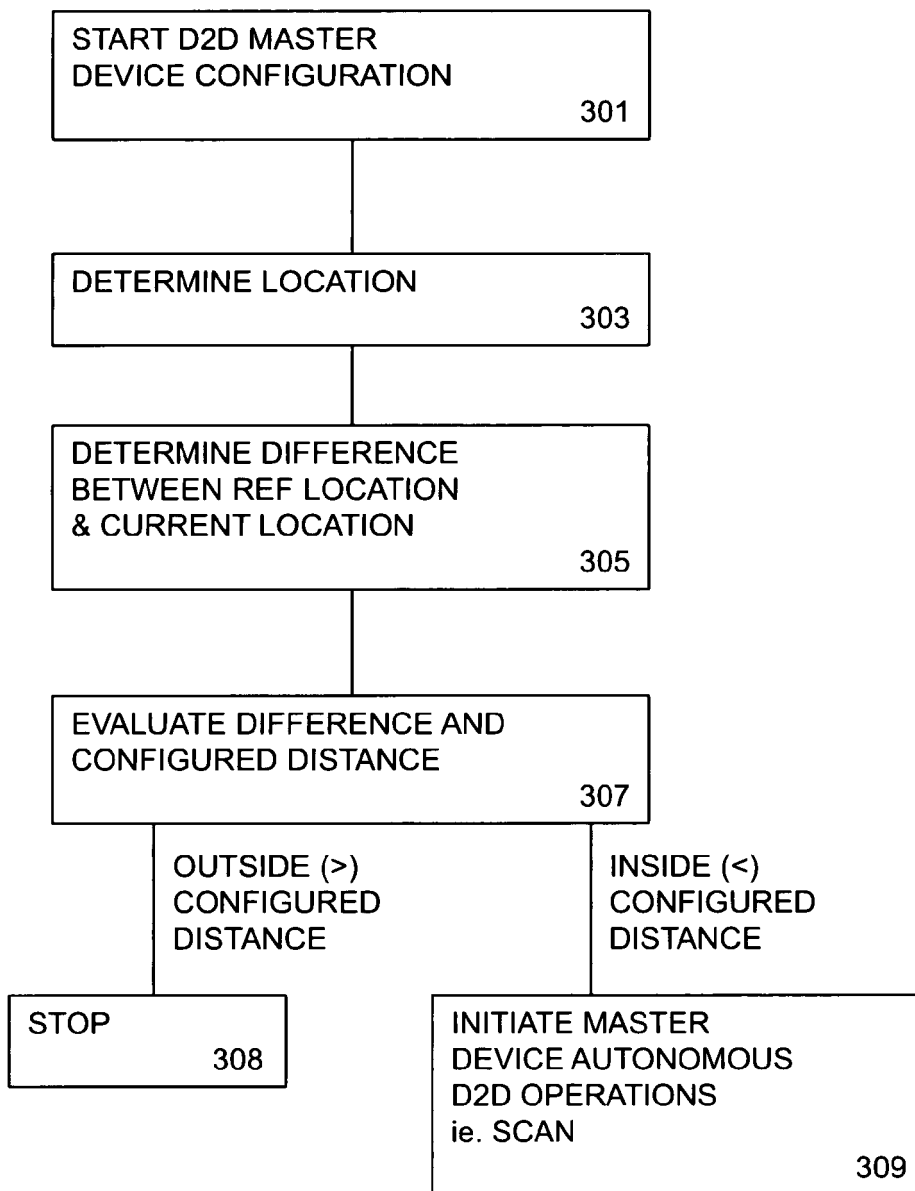 START D2D MASTER
DEVICE CONFIGURATION
301
DETERMINE LOCATION
303
DETERMINE DIFFERENCE
BETWEEN REF LOCATION
& CURRENT LOCATION
305
EVALUATE DIFFERENCE AND
CONFIGURED DISTANCE
307
OUTSIDE (>)
CONFIGURED
DISTANCE
INSIDE (<)
CONFIGURED
DISTANCE
STOP
308
INITIATE MASTER
DEVICE AUTONOMOUS
D2D OPERATIONS
ie. SCAN
309